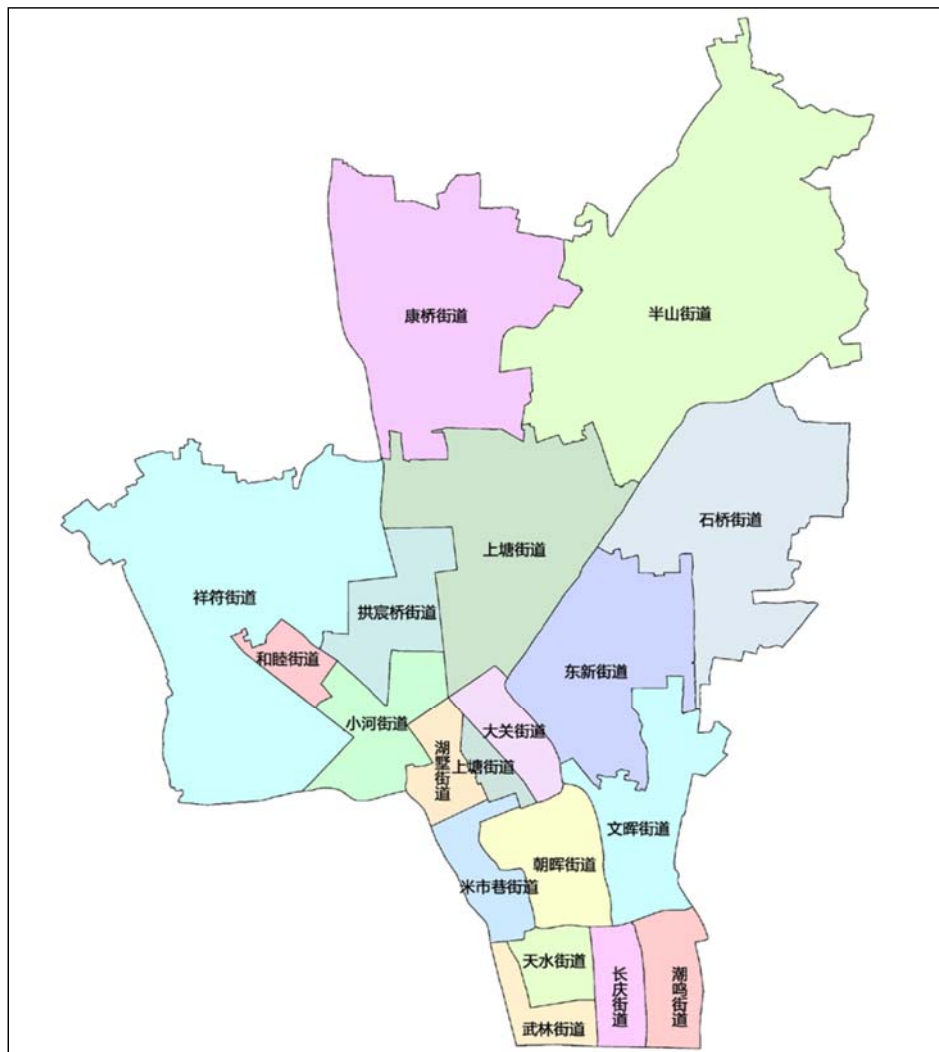 康桥街道
半山街道
石桥街道
上塘街道
祥符街道
拱宸桥街道
和睦街道
东新街道
小河街道
大关街道
湖墅街道
上塘街道
文晖街道
朝晖街道
米市巷街道
天水街道
长庆街道
潮鸣街道
武林街道